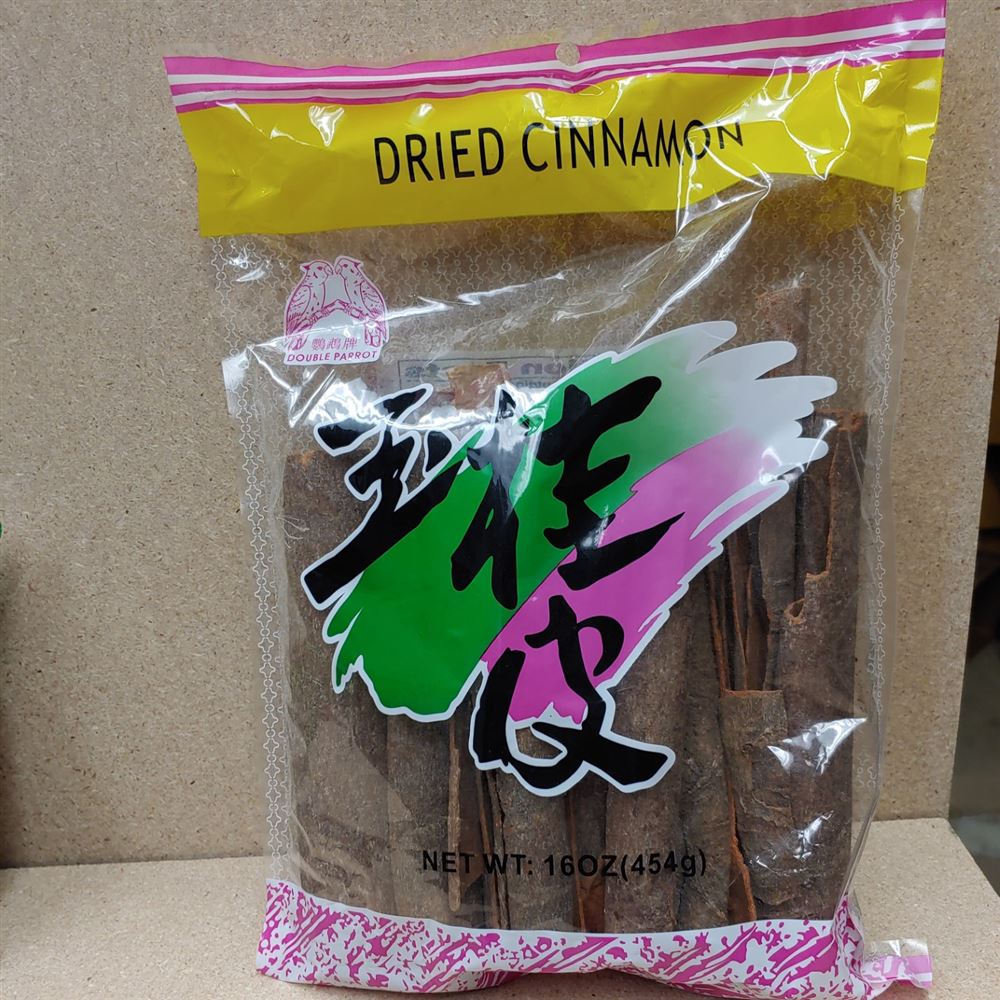 DRIED CINNAMON
鸚鵡牌
DOUBLE PARROT
玉桂皮
NET WT: 16OZ(454g)